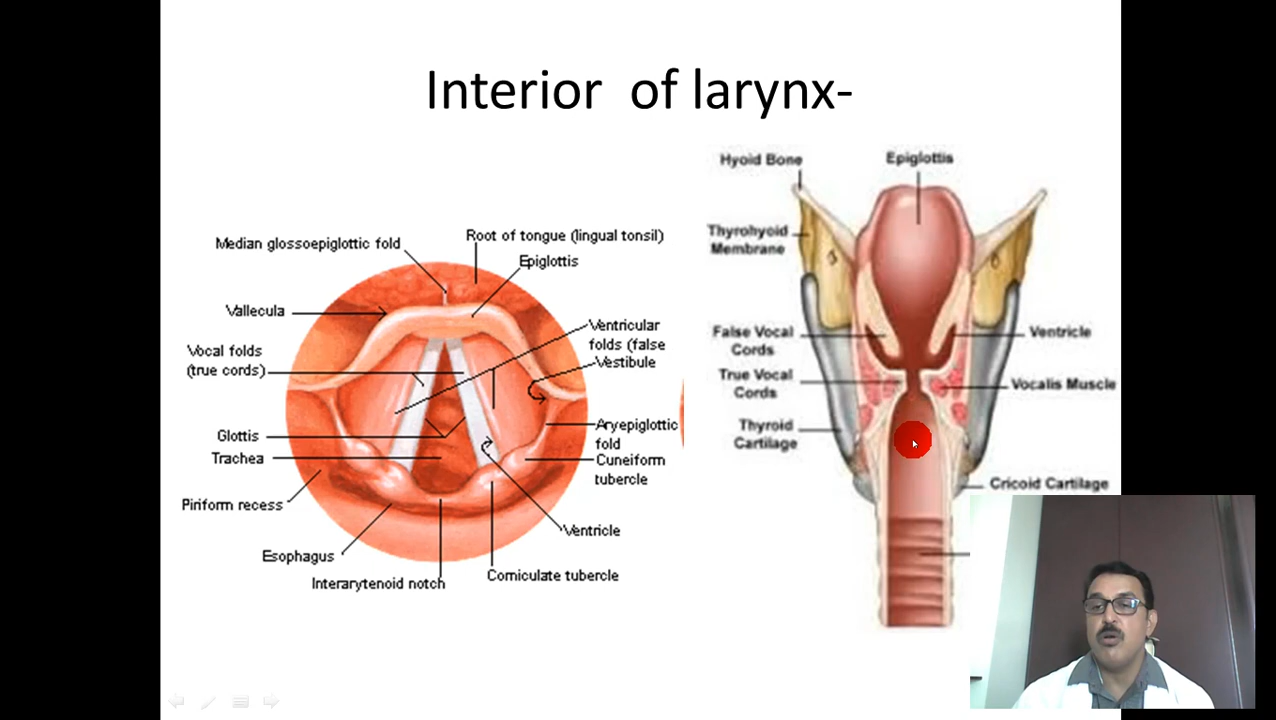 Interior of larynx-
Median glossoepiglottic fold
Root of tongue (lingual tonsil)
Epiglottis
Vallecula
Ventricular
folds (false
Vestibule
Vocal folds
(true cords)
Aryepiglottic
fold
Glottis
Cuneiform
tubercle
Trachea
Piriform recess
Ventricle
Esophagus
Interarytenoid notch
Corniculate tubercle
Hyoid Bone
Epiglottis
Thyrohyoid
Membrane
False Vocal
Cords
Ventricle
True Vocal
Cords
Vocalis Muscle
Thyroid
Cartilage
Cricoid Cartilage